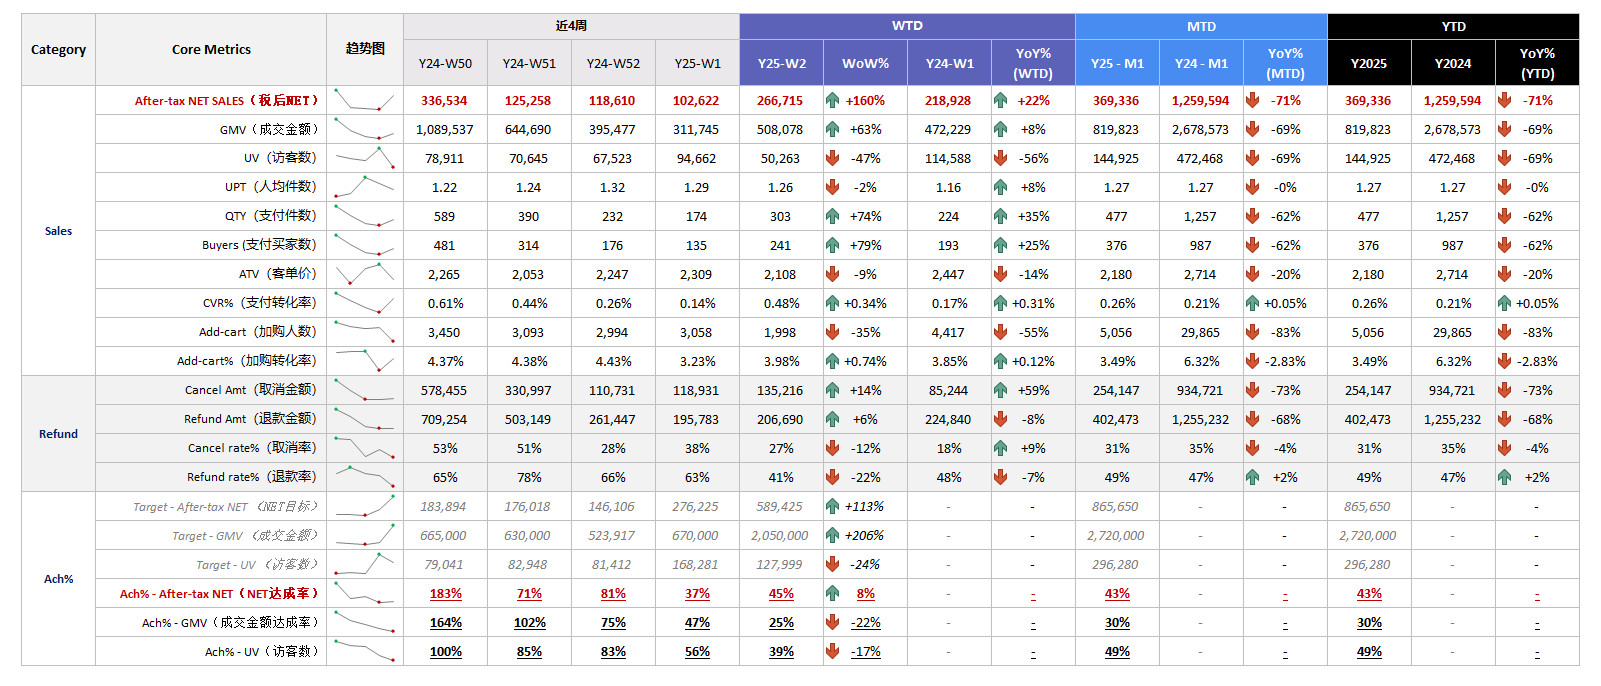 Category Core Metrics 趋势图 近4周 WTD MTD YTD
Y24-W50 Y24-W51 Y24-W52 Y25-W1 Y25-W2 WoW% Y24-W1 YoY% (WTD) Y25 - M1 Y24 - M1 YoY% (MTD) Y2025 Y2024 YoY% (YTD)
Sales
After-tax NET SALES（税后NET） 336,534 125,258 118,610 102,622 266,715 +160% 218,928 +22% 369,336 1,259,594 -71% 369,336 1,259,594 -71%
GMV（成交金额） 1,089,537 644,690 395,477 311,745 508,078 +63% 472,229 +8% 819,823 2,678,573 -69% 819,823 2,678,573 -69%
UV（访客数） 78,911 70,645 67,523 94,662 50,263 -47% 114,588 -56% 144,925 472,468 -69% 144,925 472,468 -69%
UPT（人均件数） 1.22 1.24 1.32 1.29 1.26 -2% 1.16 +8% 1.27 1.27 -0% 1.27 1.27 -0%
QTY（支付件数） 589 390 232 174 303 +74% 224 +35% 477 1,257 -62% 477 1,257 -62%
Buyers (支付买家数） 481 314 176 135 241 +79% 193 +25% 376 987 -62% 376 987 -62%
ATV（客单价） 2,265 2,053 2,247 2,309 2,108 -9% 2,447 -14% 2,180 2,714 -20% 2,180 2,714 -20%
CVR%（支付转化率） 0.61% 0.44% 0.26% 0.14% 0.48% +0.34% 0.17% +0.31% 0.26% 0.21% +0.05% 0.26% 0.21% +0.05%
Add-cart（加购人数） 3,450 3,093 2,994 3,058 1,998 -35% 4,417 -55% 5,056 29,865 -83% 5,056 29,865 -83%
Add-cart%（加购转化率） 4.37% 4.38% 4.43% 3.23% 3.98% +0.74% 3.85% +0.12% 3.49% 6.32% -2.83% 3.49% 6.32% -2.83%
Refund
Cancel Amt（取消金额） 578,455 330,997 110,731 118,931 135,216 +14% 85,244 +59% 254,147 934,721 -73% 254,147 934,721 -73%
Refund Amt（退款金额） 709,254 503,149 261,447 195,783 206,690 +6% 224,840 -8% 402,473 1,255,232 -68% 402,473 1,255,232 -68%
Cancel rate%（取消率） 53% 51% 28% 38% 27% -12% 18% +9% 31% 35% -4% 31% 35% -4%
Refund rate%（退款率） 65% 78% 66% 63% 41% -22% 48% -7% 49% 47% +2% 49% 47% +2%
Ach%
Target - After-tax NET （NET目标） 183,894 176,018 146,106 276,225 589,425 +113% - - 865,650 - - 865,650 - -
Target - GMV （成交金额） 665,000 630,000 523,917 670,000 2,050,000 +206% - - 2,720,000 - - 2,720,000 - -
Target - UV （访客数） 79,041 82,948 81,412 168,281 127,999 -24% - - 296,280 - - 296,280 - -
Ach% - After-tax NET（NET达成率） 183% 71% 81% 37% 45% 8% - 43% - 43% -
Ach% - GMV（成交金额达成率） 164% 102% 75% 47% 25% -22% - - 30% - - 30% - -
Ach% - UV（访客数） 100% 85% 83% 56% 39% -17% - - 49% - - 49% - -